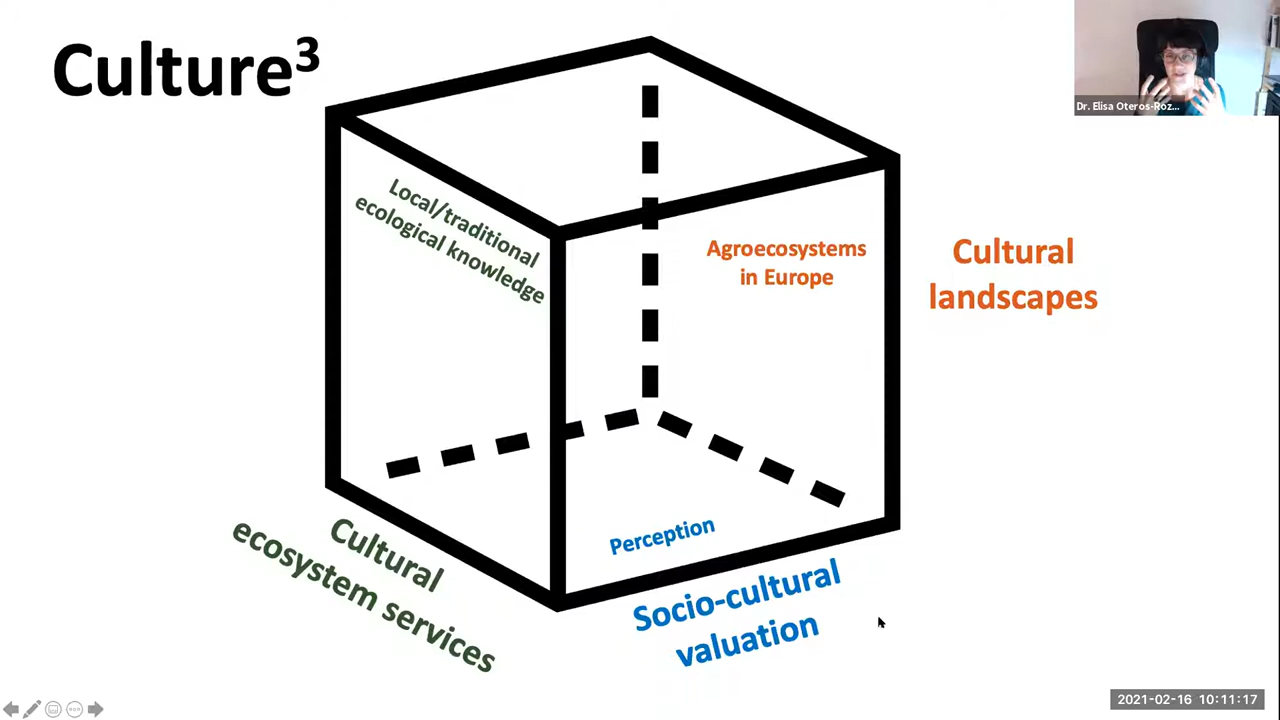 Culture³
Dr. Elisa Oteros-Roz...
Local/traditional
ecological knowledge
Agroecosystems
in Europe
Cultural
landscapes
Perception
Cultural
ecosystem services
Socio-cultural
valuation
2021-02-16 10:11:17